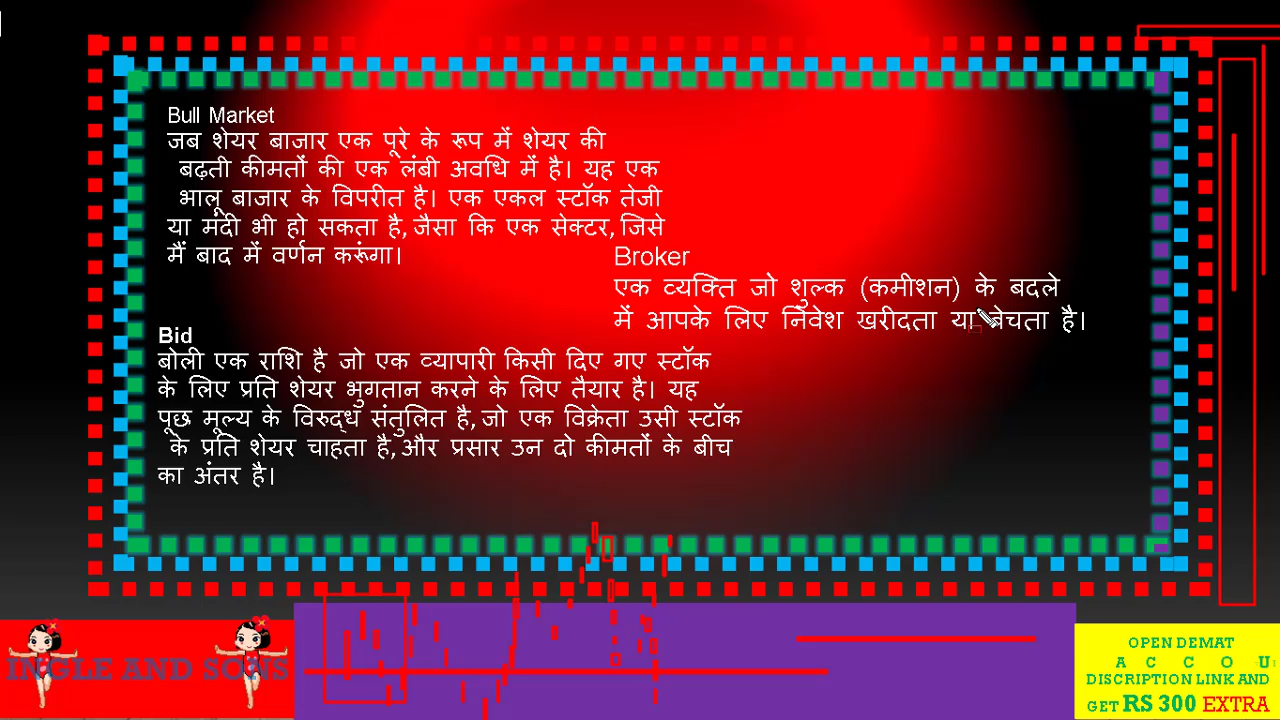 Bull Market
जब शेयर बाजार एक पूरे के रूप में शेयर की
बढ़ती कीमतों की एक लंबी अवधि में है। यह एक
भालू बाजार के विपरीत है। एक एकल स्टॉक तेजी
या मंदी भी हो सकता है, जैसा कि एक सेक्टर, जिसे
मैं बाद में वर्णन करूंगा।
Broker
एक व्यक्ति जो शुल्क (कमीशन) के बदले
में आपके लिए निवेश खरीदता या बेचता है।
Bid
बोली एक राशि है जो एक व्यापारी किसी दिए गए स्टॉक
के लिए प्रति शेयर भुगतान करने के लिए तैयार है। यह
पूछ मूल्य के विरुद्ध संतुलित है, जो एक विक्रेता उसी स्टॉक
के प्रति शेयर चाहता है, और प्रसार उन दो कीमतों के बीच
का अंतर है।
INGLE AND SONS
OPEN DEMAT
A C C O U
DISCRIPTION LINK AND
GET RS 300 EXTRA